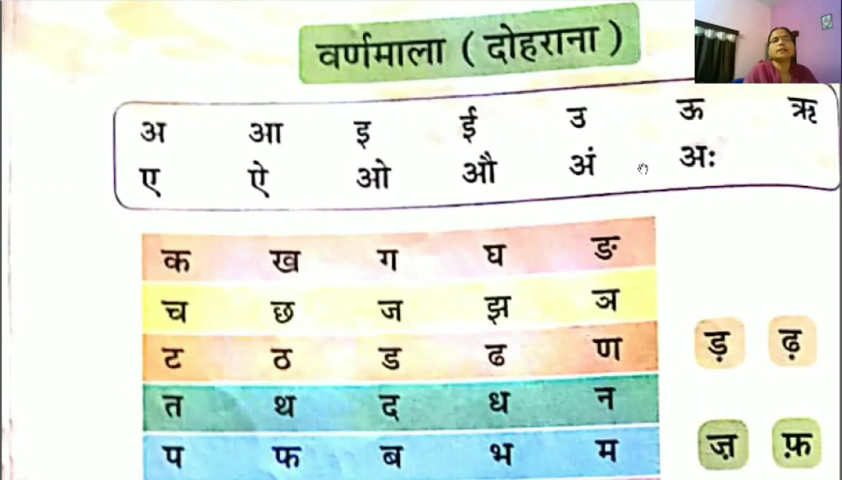 वर्णमाला ( दोहराना )
अ आ इ ई उ ऊ ऋ
ए ऐ ओ औ अं अः
क ख ग घ ङ
च छ ज झ ञ
ट ठ ड ढ ण ड़ ढ़
त थ द ध न
प फ ब भ म ज़ फ़